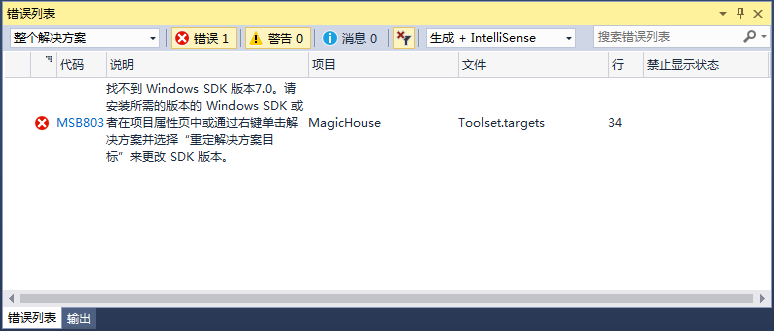 错误列表
整个解决方案 错误 1 警告 0 消息 0 生成 + IntelliSense 搜索错误列表
代码 说明 项目 文件 行 禁止显示状态
找不到 Windows SDK 版本7.0。请
安装所需的版本的 Windows SDK 或
MSB803 者在项目属性页中或通过右键单击解 MagicHouse Toolset.targets 34
决方案并选择“重定解决方案目
标”来更改 SDK 版本。
错误列表 输出